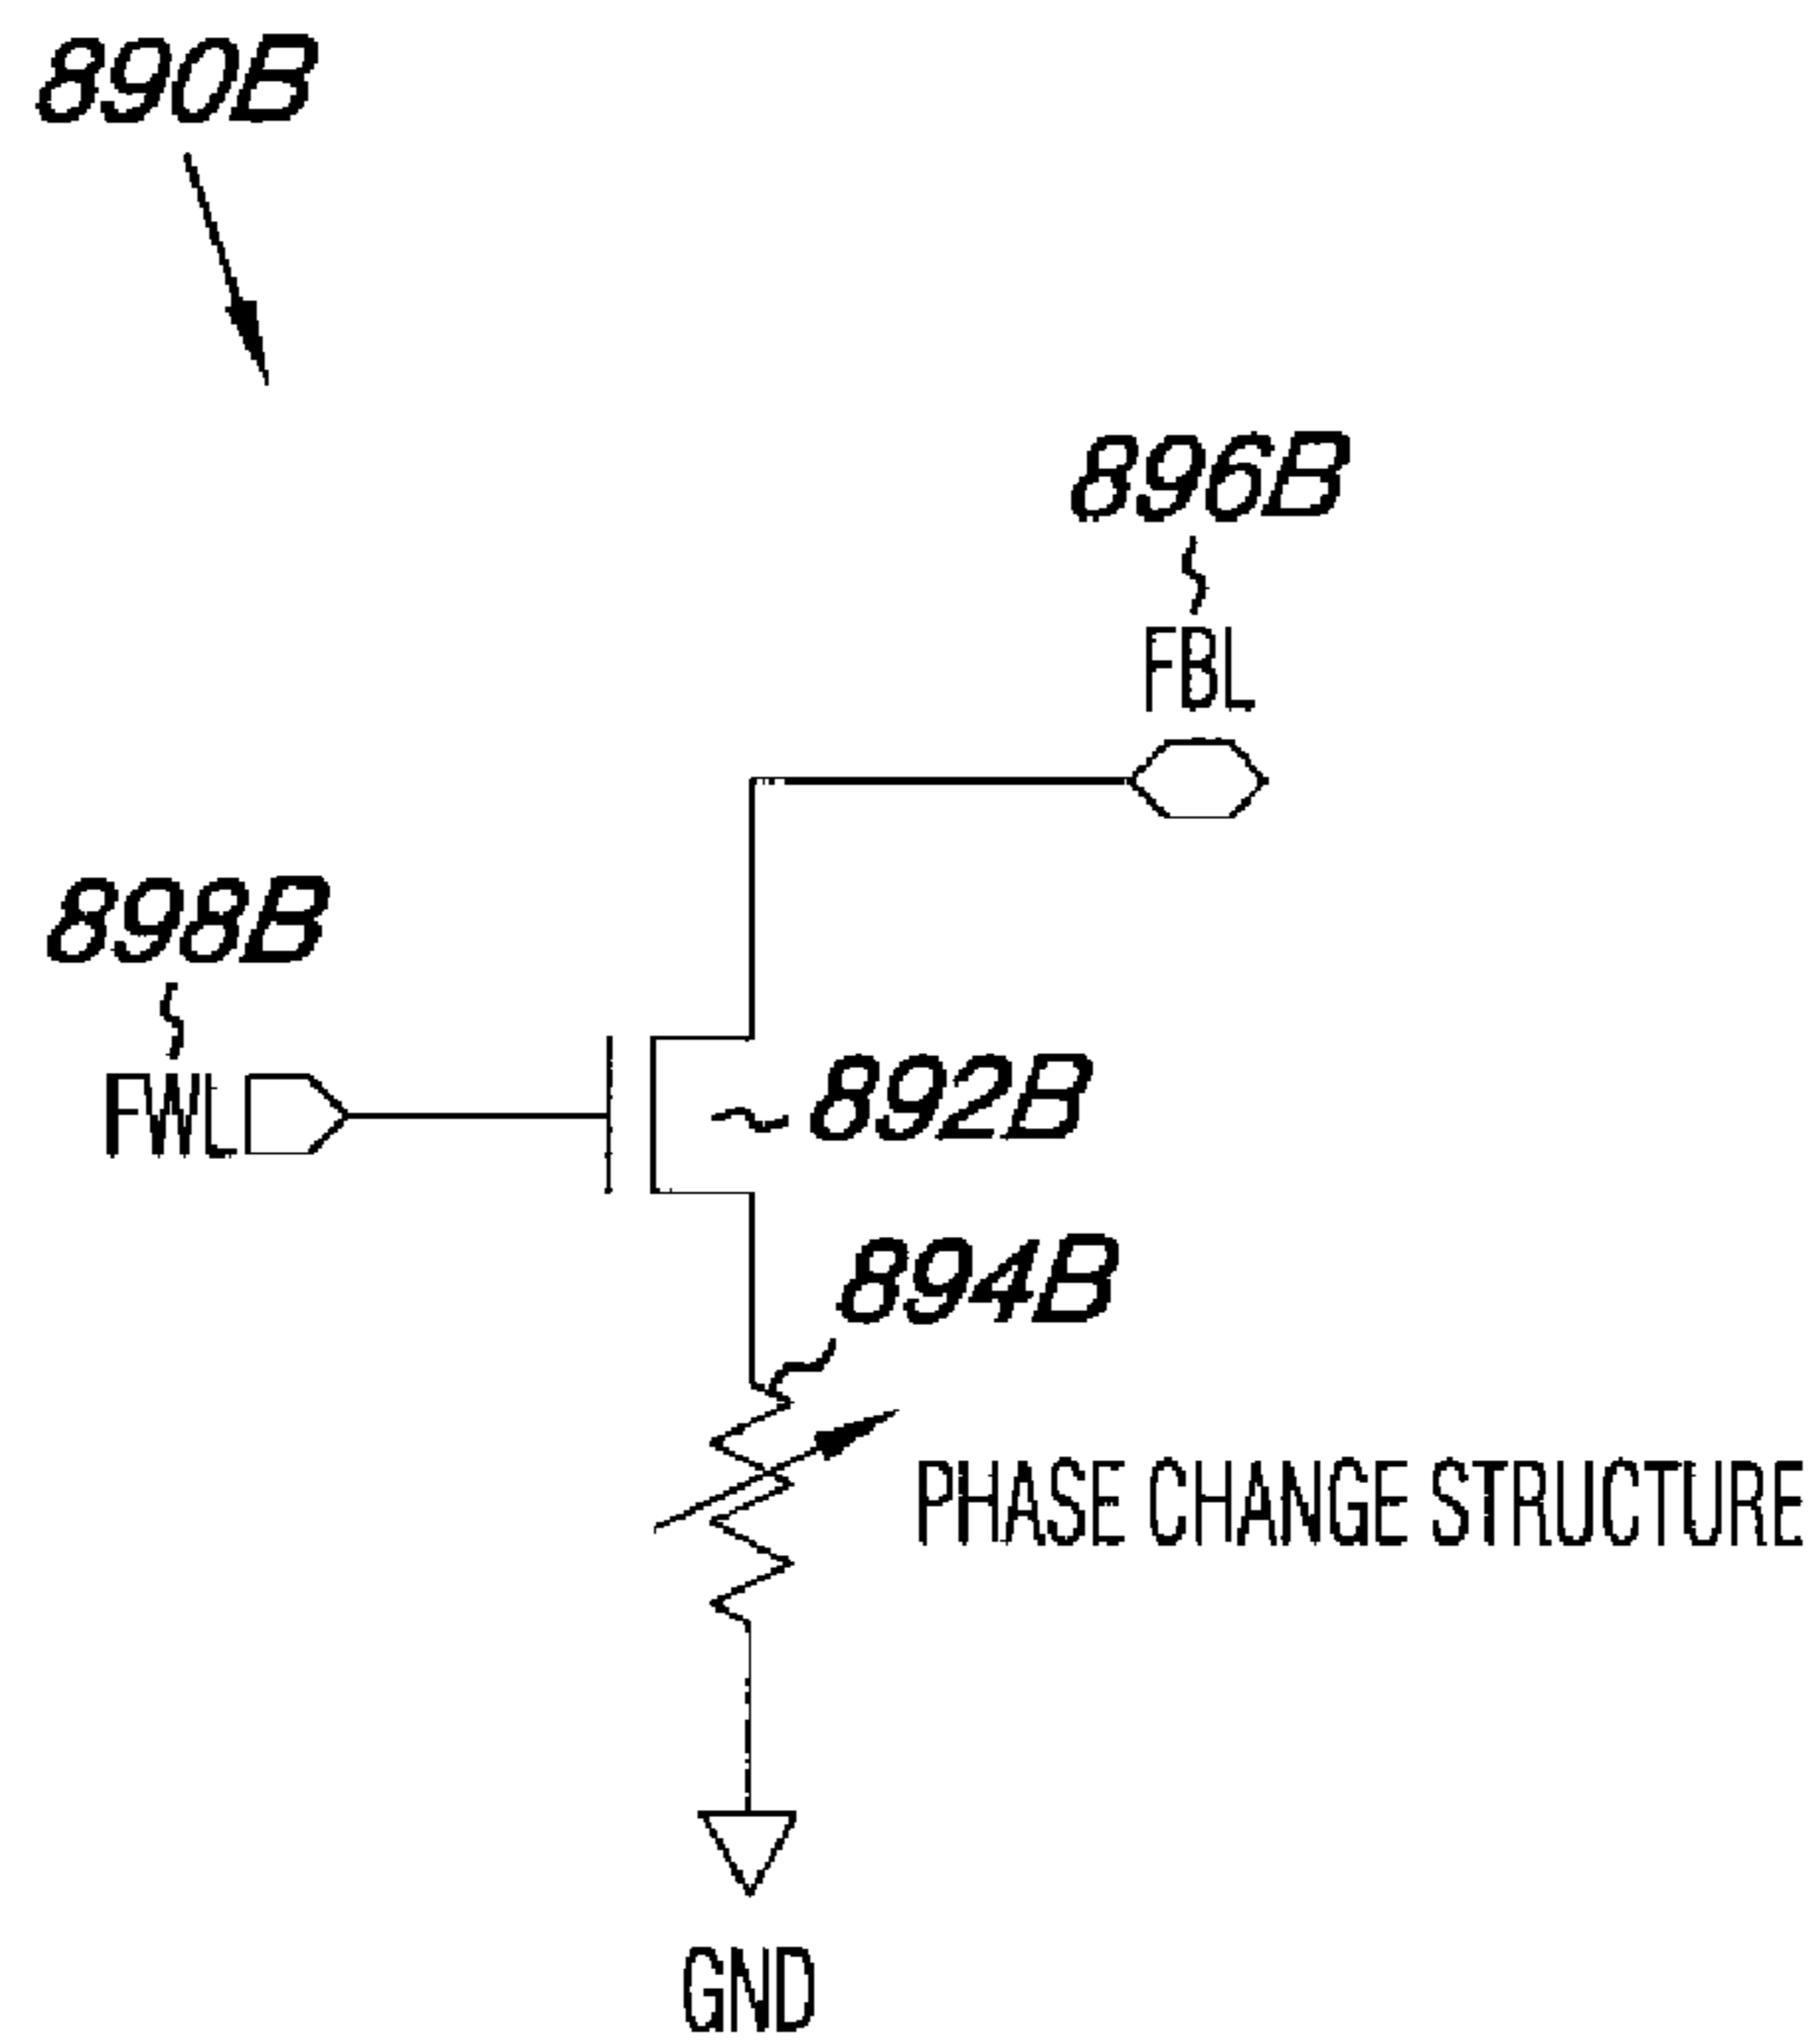 890B
896B
FBL
898B
FWL
892B
894B
PHASE CHANGE STRUCTURE
GND